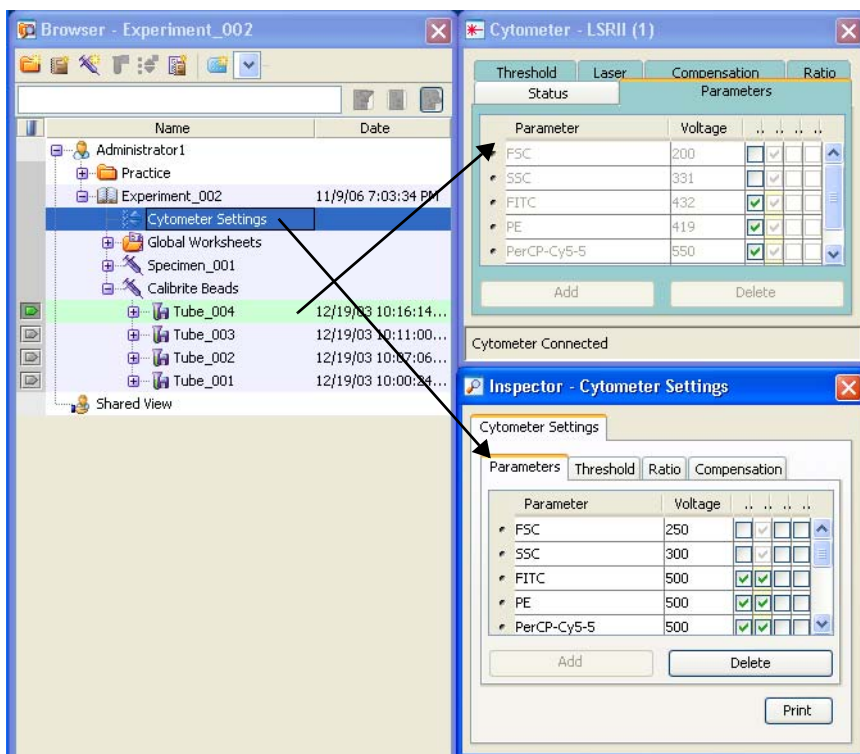 Browser - Experiment_002
Name Date
Administrator1
Practice
Experiment_002 11/9/06 7:03:34 PM
Cytometer Settings
Global Worksheets
Specimen_001
Calibrite Beads
Tube_004 12/19/03 10:16:14...
Tube_003 12/19/03 10:11:00...
Tube_002 12/19/03 10:07:06...
Tube_001 12/19/03 10:00:24...
Shared View
Cytometer - LSRII (1)
Threshold Laser Compensation Ratio
Status Parameters
Parameter Voltage .. .. .. ..
FSC 200
SSC 331
FITC 432
PE 419
PerCP-Cy5-5 550
Add Delete
Cytometer Connected
Inspector - Cytometer Settings
Cytometer Settings
Parameters Threshold Ratio Compensation
Parameter Voltage .. .. .. ..
FSC 250
SSC 300
FITC 500
PE 500
PerCP-Cy5-5 500
Add Delete
Print